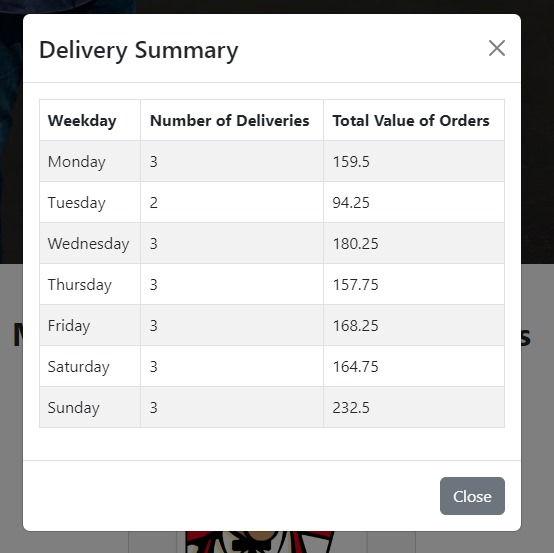 Delivery Summary
Weekday Number of Deliveries Total Value of Orders
Monday 3 159.5
Tuesday 2 94.25
Wednesday 3 180.25
Thursday 3 157.75
Friday 3 168.25
Saturday 3 164.75
Sunday 3 232.5
Close